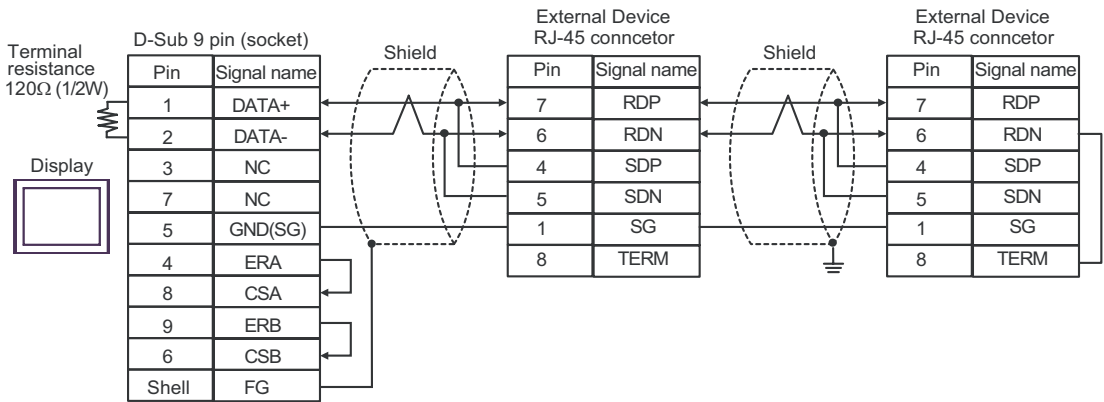 Terminal
resistance
120Ω (1/2W)
Display
D-Sub 9 pin (socket)
Pin Signal name
1 DATA+
2 DATA-
3 NC
7 NC
5 GND(SG)
4 ERA
8 CSA
9 ERB
6 CSB
Shell FG
Shield
External Device
RJ-45 conncetor
Pin Signal name
7 RDP
6 RDN
4 SDP
5 SDN
1 SG
8 TERM
Shield
External Device
RJ-45 conncetor
Pin Signal name
7 RDP
6 RDN
4 SDP
5 SDN
1 SG
8 TERM